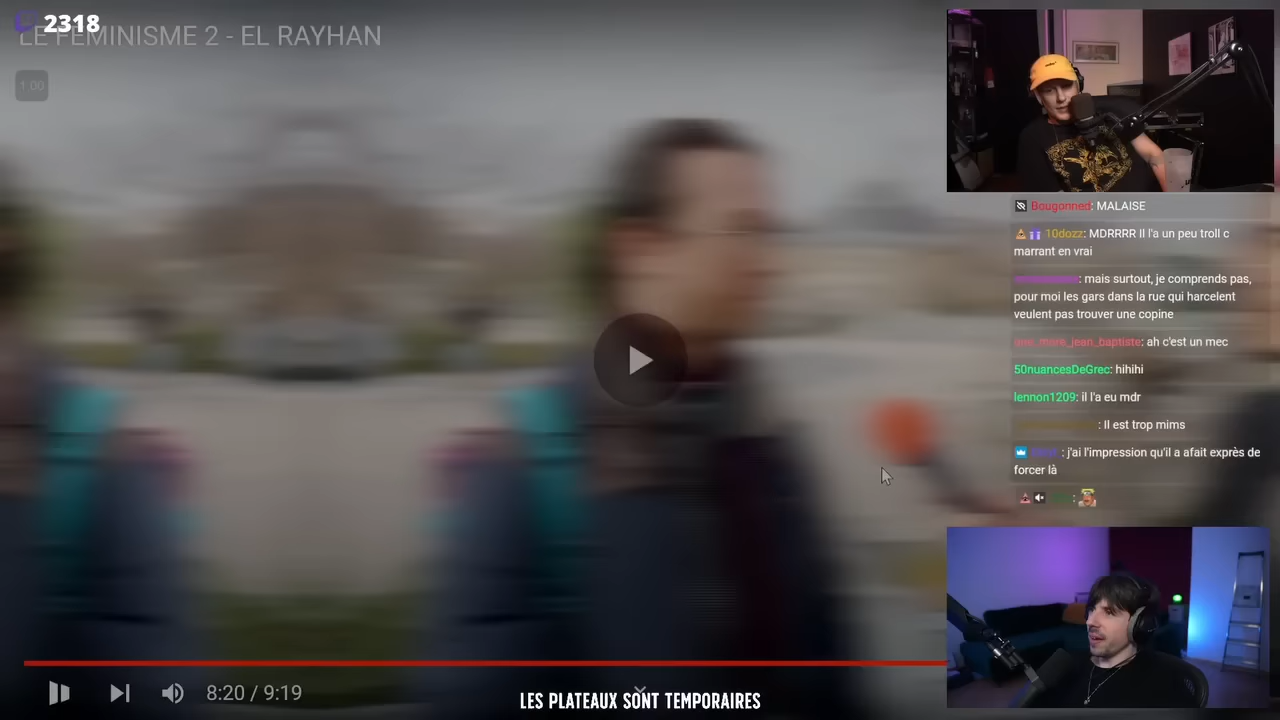 2318
LE FEMINISME 2 - EL RAYHAN
1:00
Bougonned: MALAISE
10dozz: MDRRRR Il l'a un peu troll c
marrant en vrai
: mais surtout, je comprends pas,
pour moi les gars dans la rue qui harcelent
veulent pas trouver une copine
one_more_jean_baptiste: ah c'est un mec
50nuancesDeGrec: hihihi
lennon1209: il l'a eu mdr
: Il est trop mims
: j'ai l'impression qu'il a afait exprès de
forcer là
8:20 / 9:19
LES PLATEAUX SONT TEMPORAIRES